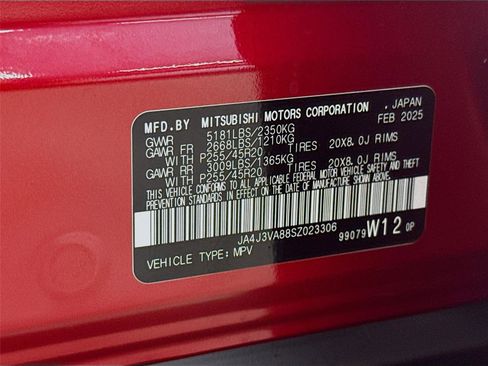 MFD.BY MITSUBISHI MOTORS CORPORATION , JAPAN
GVWR 5181LBS/2350KG FEB 2025
GAWR FR 2668LBS/1210KG
WITH P255/45R20 TIRES 20X8.0J RIMS
GAWR RR 3009LBS/1365KG
WITH P255/45R20 TIRES 20X8.0J RIMS
THIS VEHICLE CONFORMS TO ALL APPLICABLE FEDERAL MOTOR VEHICLE SAFETY, BUMPER, AND THEFT
PREVENTION STANDARDS IN EFFECT ON THE DATE OF MANUFACTURE SHOWN ABOVE.
JA4J3VA88SZ023306
VEHICLE TYPE: MPV 99079 W12 0P